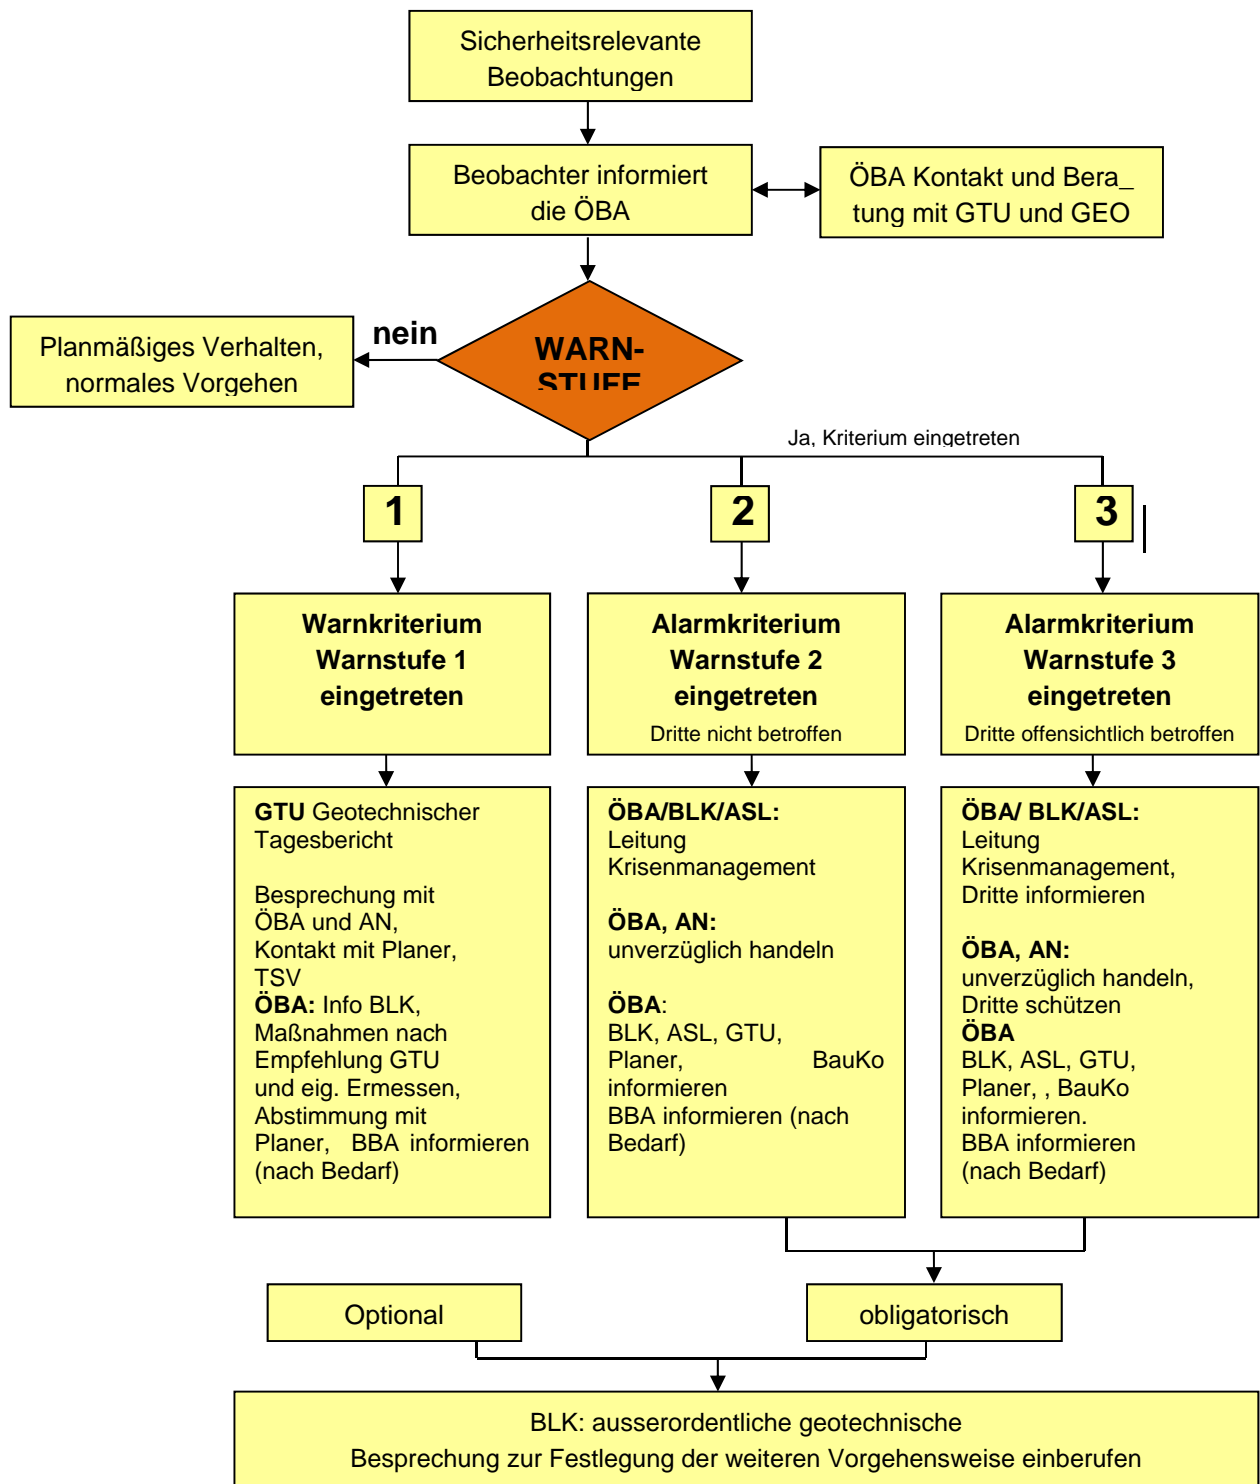 Sicherheitsrelevante
Beobachtungen
Beobachter informiert
die ÖBA
ÖBA Kontakt und Bera_
tung mit GTU und GEO
nein
Planmäßiges Verhalten,
normales Vorgehen
WARN-
STUFE
Ja, Kriterium eingetreten
1
2
3
Warnkriterium
Warnstufe 1
eingetreten
Alarmkriterium
Warnstufe 2
eingetreten
Dritte nicht betroffen
Alarmkriterium
Warnstufe 3
eingetreten
Dritte offensichtlich betroffen
GTU Geotechnischer
Tagesbericht
Besprechung mit
ÖBA und AN,
Kontakt mit Planer,
TSV
ÖBA: Info BLK,
Maßnahmen nach
Empfehlung GTU
und eig. Ermessen,
Abstimmung mit
Planer, BBA informieren
(nach Bedarf)
ÖBA/BLK/ASL:
Leitung
Krisenmanagement
ÖBA, AN:
unverzüglich handeln
ÖBA:
BLK, ASL, GTU,
Planer, BauKo
informieren
BBA informieren (nach
Bedarf)
ÖBA/ BLK/ASL:
Leitung
Krisenmanagement,
Dritte informieren
ÖBA, AN:
unverzüglich handeln,
Dritte schützen
ÖBA
BLK, ASL, GTU,
Planer, , BauKo
informieren.
BBA informieren
(nach Bedarf)
Optional
obligatorisch
BLK: ausserordentliche geotechnische
Besprechung zur Festlegung der weiteren Vorgehensweise einberufen